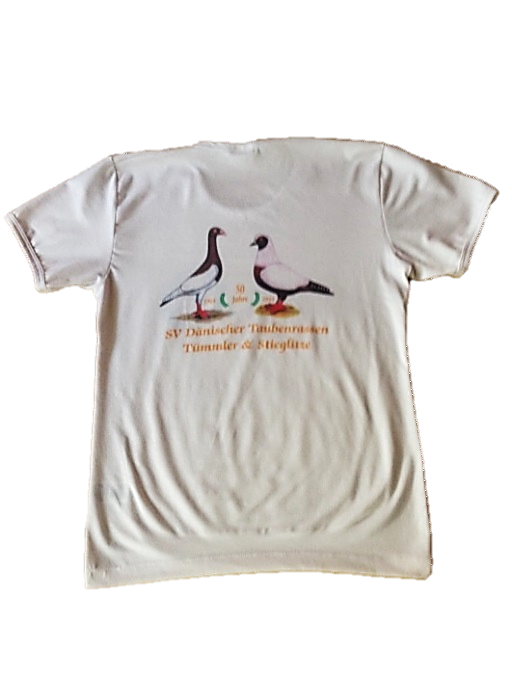 50
Jahre
SV Dänischer Taubenrassen
Tümmler & Stieglitze